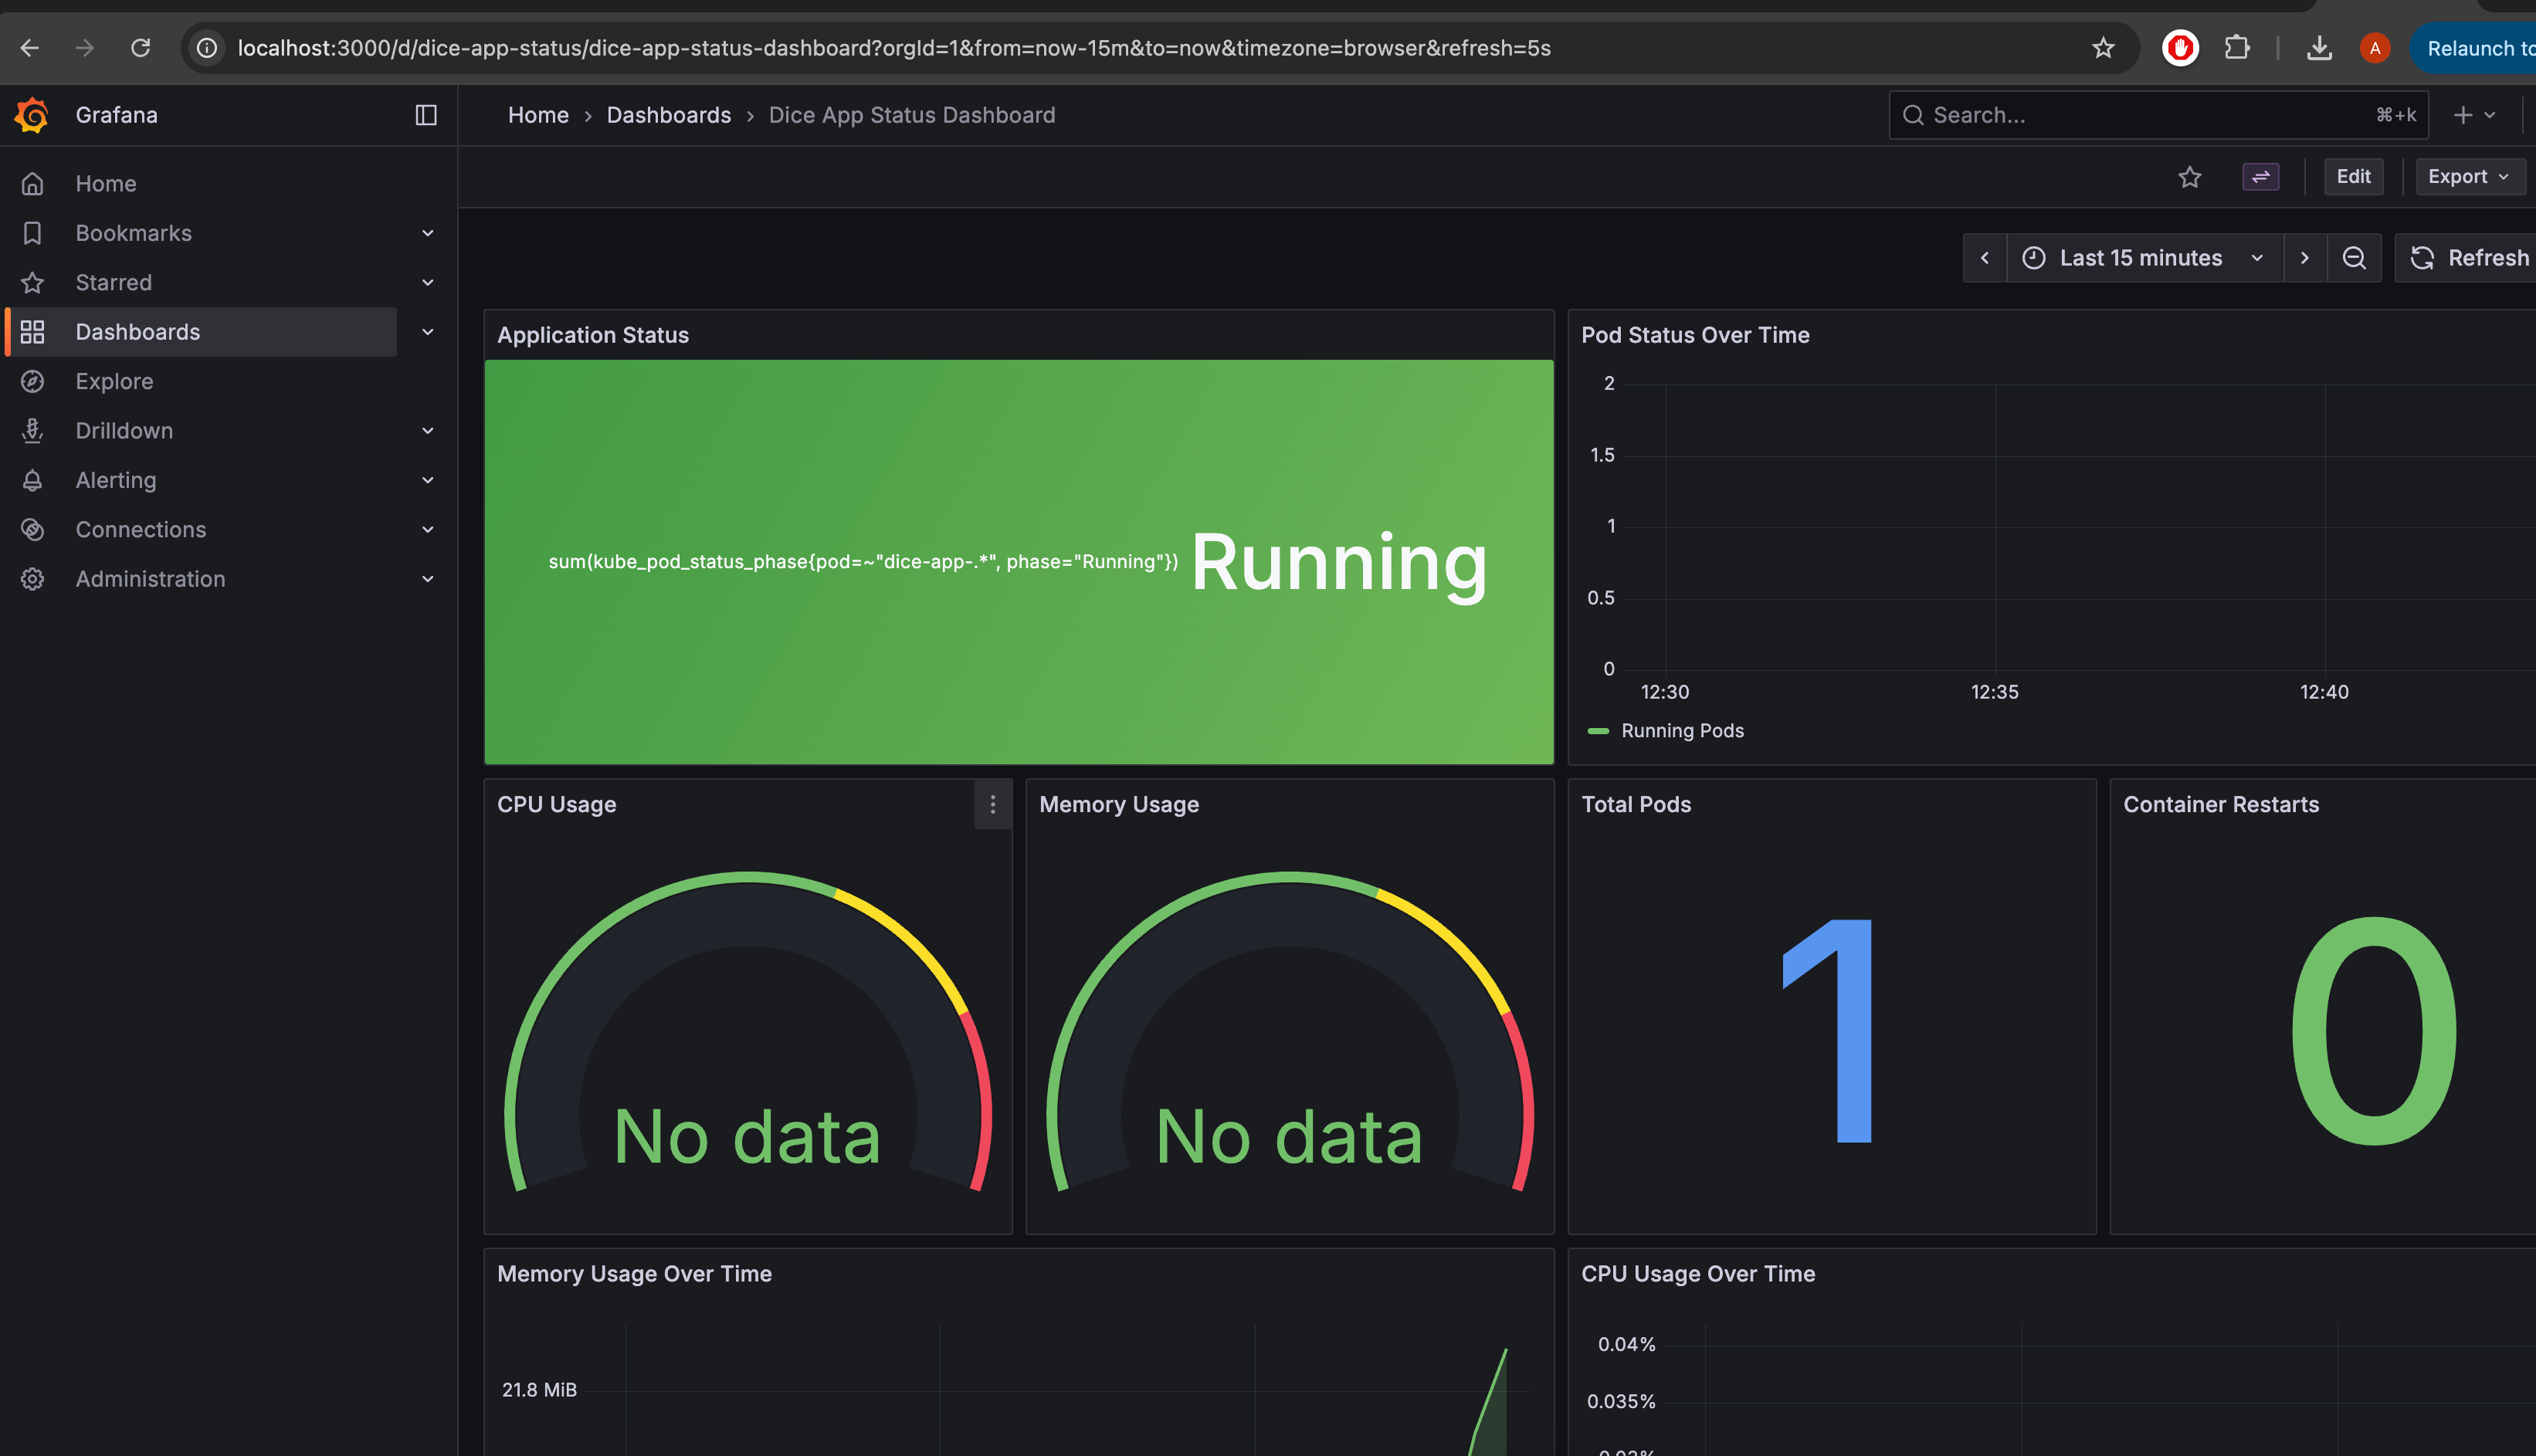 localhost:3000/d/dice-app-status/dice-app-status-dashboard?orgId=1&from=now-15m&to=now&timezone=browser&refresh=5s
A
Relaunch to
Grafana
Home › Dashboards › Dice App Status Dashboard
Search...
⌘+k
Edit
Export
Home
Bookmarks
Starred
Dashboards
Explore
Drilldown
Alerting
Connections
Administration
Last 15 minutes
Refresh
Application Status
sum(kube_pod_status_phase{pod=~"dice-app-.*", phase="Running"}) Running
Pod Status Over Time
2
1.5
1
0.5
0
12:30 12:35 12:40
Running Pods
CPU Usage
No data
Memory Usage
No data
Total Pods
1
Container Restarts
0
Memory Usage Over Time
21.8 MiB
CPU Usage Over Time
0.04%
0.035%